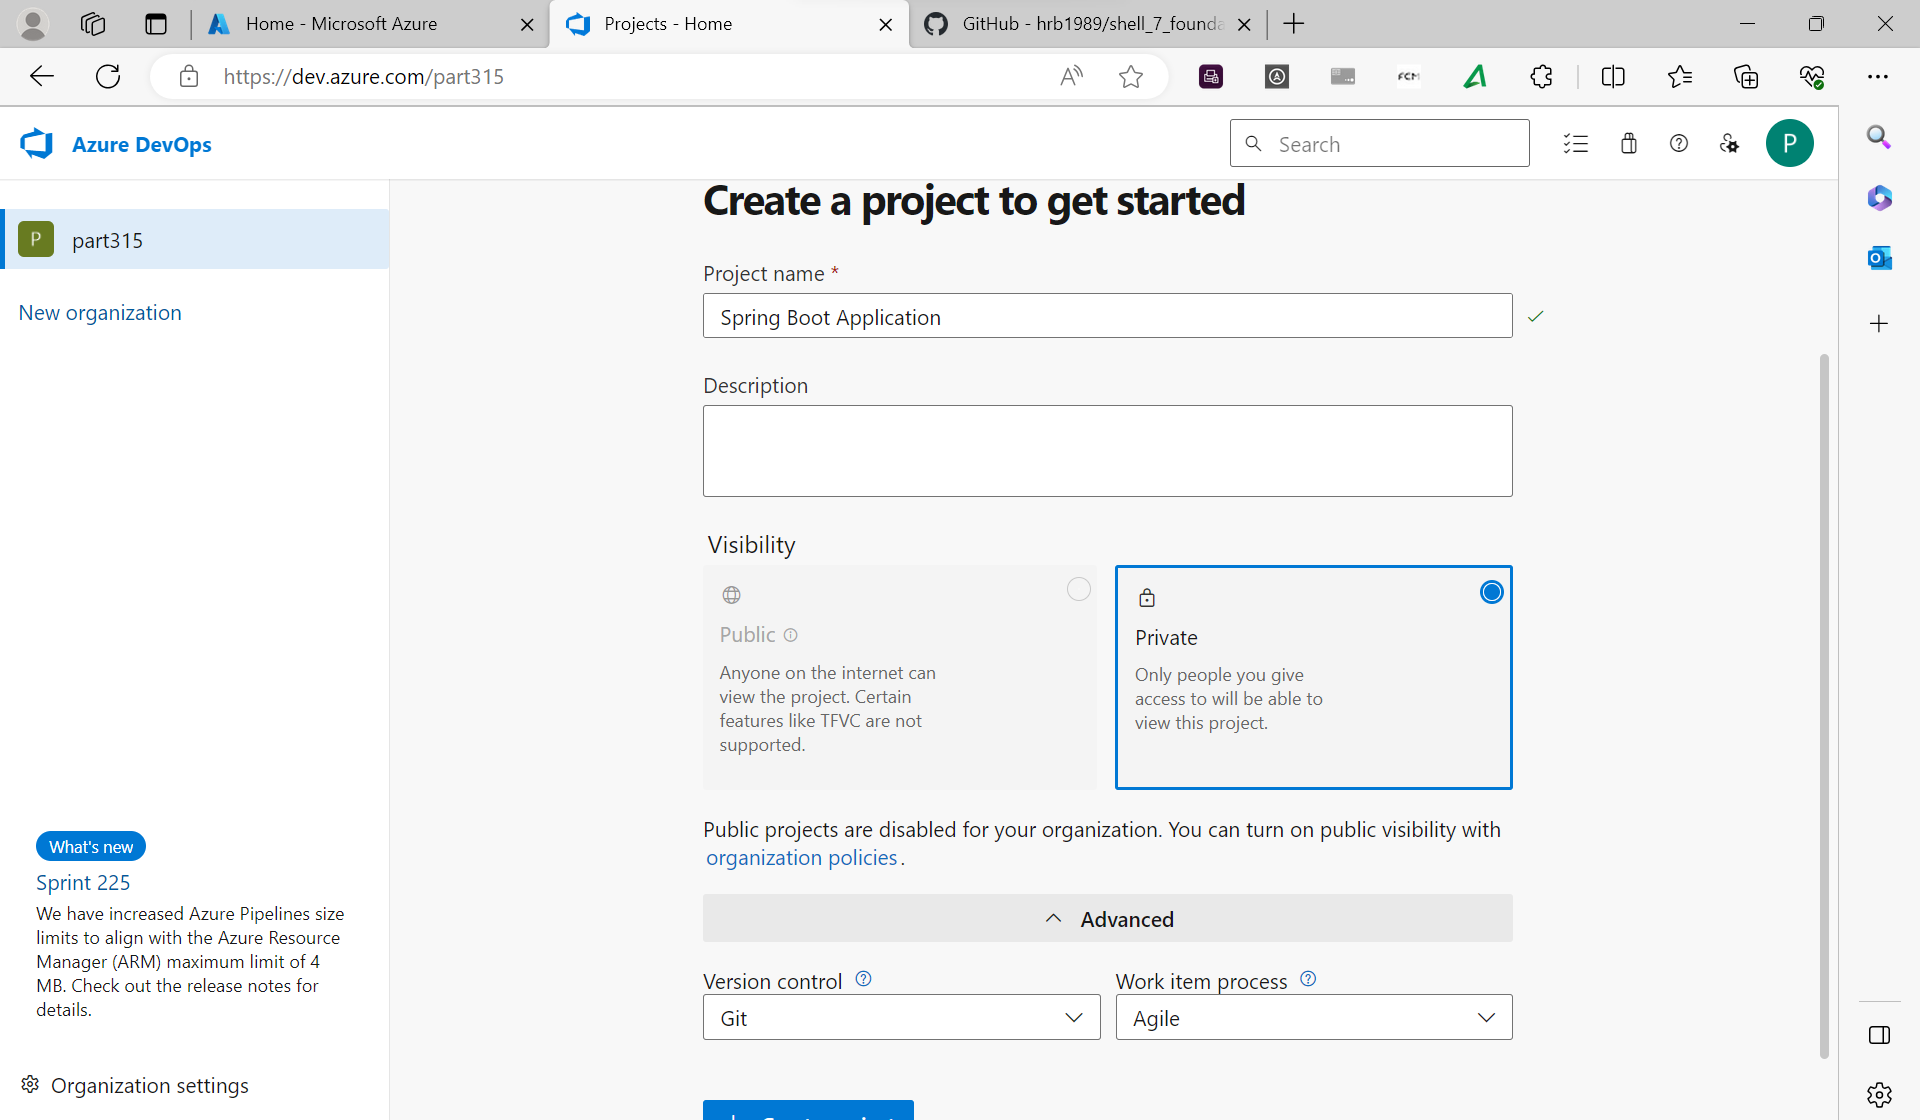 Home - Microsoft Azure
Projects - Home
GitHub - hrb1989/shell_7_founda
https://dev.azure.com/part315
FCM
Azure DevOps
Search
P
P
part315
New organization
Create a project to get started
Project name *
Spring Boot Application
Description
Visibility
Public
Anyone on the internet can
view the project. Certain
features like TFVC are not
supported.
Private
Only people you give
access to will be able to
view this project.
Public projects are disabled for your organization. You can turn on public visibility with
organization policies.
Advanced
Version control
Git
Work item process
Agile
What's new
Sprint 225
We have increased Azure Pipelines size
limits to align with the Azure Resource
Manager (ARM) maximum limit of 4
MB. Check out the release notes for
details.
Organization settings